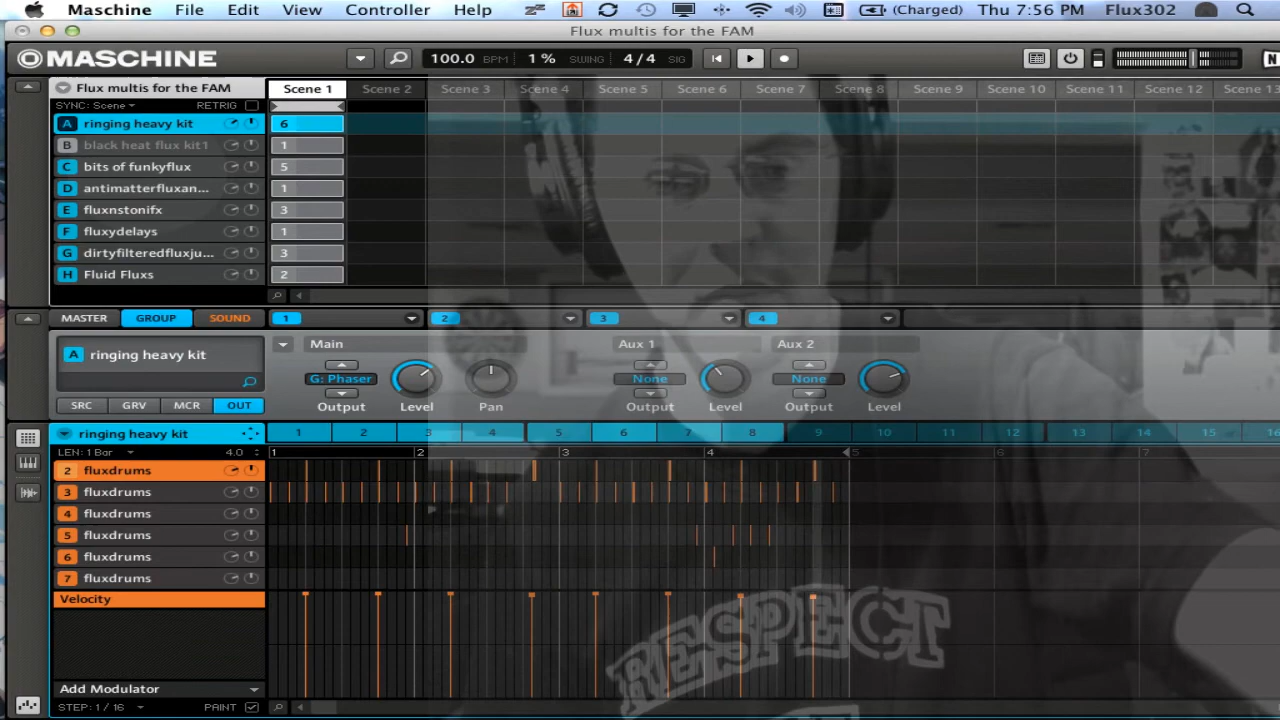 Maschine File Edit View Controller Help (Charged) Thu 7:56 PM Flux302
Flux multis for the FAM
MASCHINE 100.0 BPM 1 % SWING 4/4 SIG
Flux multis for the FAM Scene 1 Scene 2 Scene 3 Scene 4 Scene 5 Scene 6 Scene 7 Scene 8 Scene 9 Scene 10 Scene 11 Scene 12 Scene 13
SYNC: Scene RETRIG
A ringing heavy kit 6
B black heat flux kit1 1
C bits of funkyflux 5
D antimatterfluxan... 1
E fluxnstonifx 3
F fluxydelays 1
G dirtyfilteredfluxju... 3
H Fluid Fluxs 2
MASTER GROUP SOUND 1 2 3 4
A ringing heavy kit Main Aux 1 Aux 2
G: Phaser None None
SRC GRV MCR OUT Output Level Pan Output Level Output Level
ringing heavy kit 1 2 3 4 5 6 7 8 9 10 11 12 13 14 15 16
LEN: 1 Bar 4.0 1 2 3 4 5 6 7
2 fluxdrums
3 fluxdrums
4 fluxdrums
5 fluxdrums
6 fluxdrums
7 fluxdrums
Velocity
RESPECT
Add Modulator
STEP: 1 / 16 PAINT